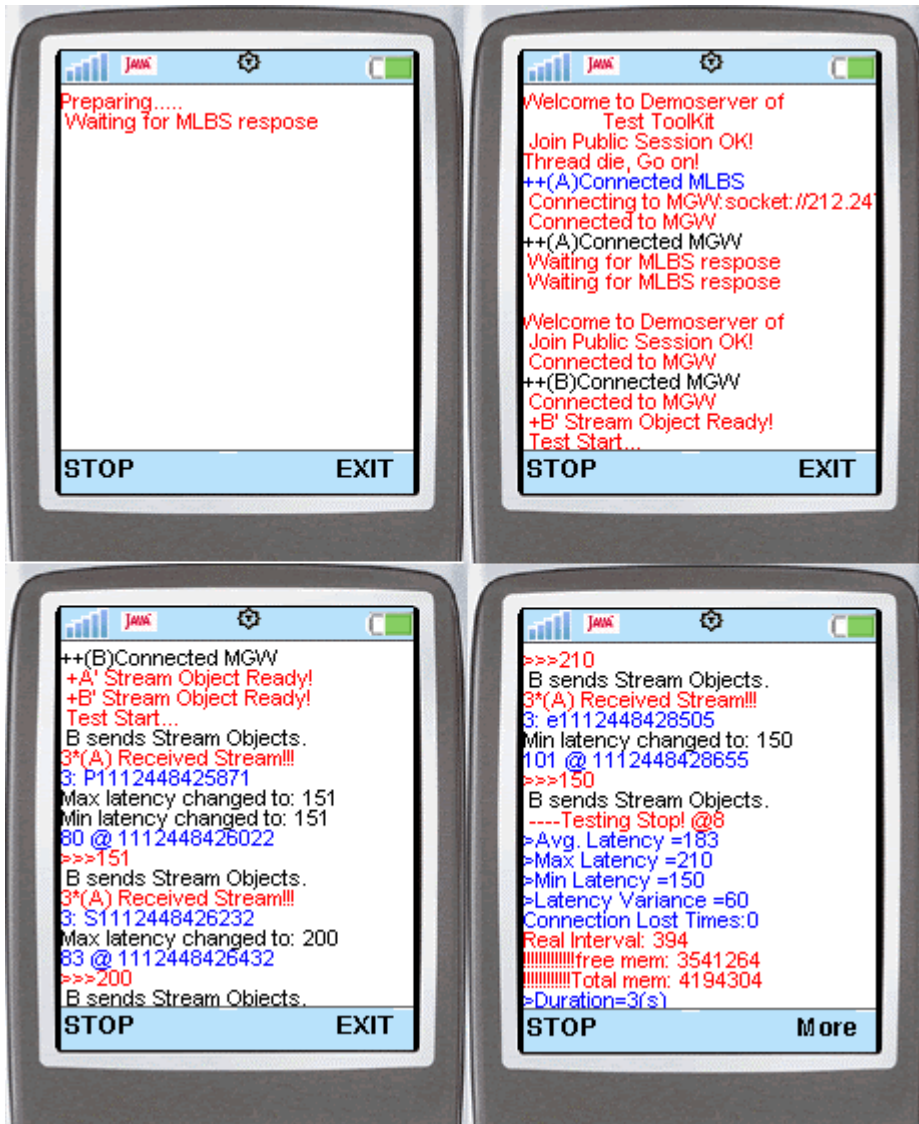 JAVA
Preparing.....
Waiting for MLBS respose
STOP EXIT
JAVA
Welcome to Demoserver of
Test ToolKit
Join Public Session OK!
Thread die, Go on!
++(A)Connected MLBS
Connecting to MGW:socket://212.247
Connected to MGW
++(A)Connected MGW
Waiting for MLBS respose
Waiting for MLBS respose
Welcome to Demoserver of
Join Public Session OK!
Connected to MGW
++(B)Connected MGW
Connected to MGW
+B' Stream Object Ready!
Test Start...
STOP EXIT
JAVA
++(B)Connected MGW
+A' Stream Object Ready!
+B' Stream Object Ready!
Test Start...
B sends Stream Objects.
3*(A) Received Stream!!!
3: P1112448425871
Max latency changed to: 151
Min latency changed to: 151
80 @ 1112448426022
>>>151
B sends Stream Objects.
3*(A) Received Stream!!!
3: S1112448426232
Max latency changed to: 200
83 @ 1112448426432
>>>200
B sends Stream Objects.
STOP EXIT
JAVA
>>>210
B sends Stream Objects.
3*(A) Received Stream!!!
3: e1112448428505
Min latency changed to: 150
101 @ 1112448428655
>>>150
B sends Stream Objects.
----Testing Stop! @8
>Avg. Latency =183
>Max Latency =210
>Min Latency =150
>Latency Variance =60
Connection Lost Times:0
Real Interval: 394
!!!!!!!!!!!!!free mem: 3541264
!!!!!!!!!!!!Total mem: 4194304
>Duration=3(s)
STOP More